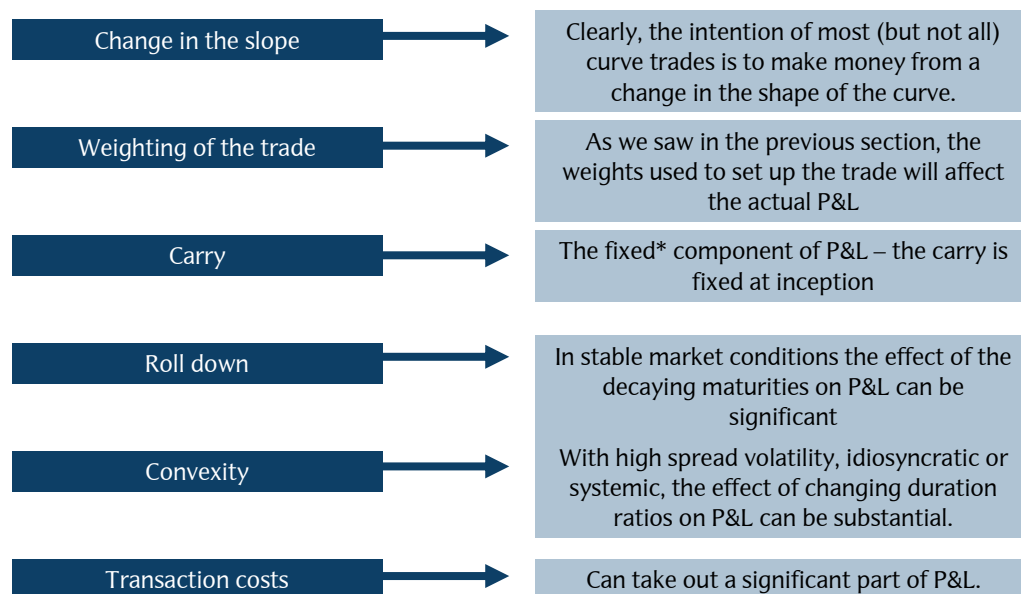 Change in the slope
Clearly, the intention of most (but not all)
curve trades is to make money from a
change in the shape of the curve.
Weighting of the trade
As we saw in the previous section, the
weights used to set up the trade will affect
the actual P&L
Carry
The fixed* component of P&L – the carry is
fixed at inception
Roll down
In stable market conditions the effect of the
decaying maturities on P&L can be
significant
Convexity
With high spread volatility, idiosyncratic or
systemic, the effect of changing duration
ratios on P&L can be substantial.
Transaction costs
Can take out a significant part of P&L.